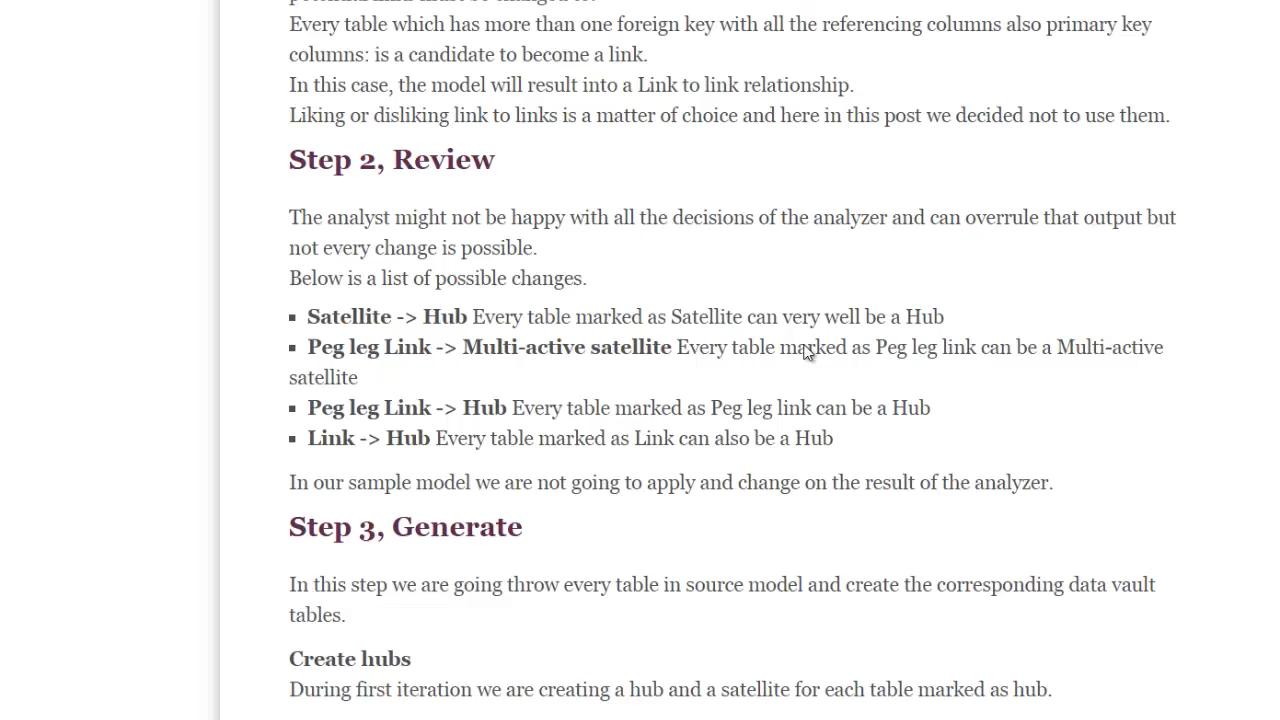 Every table which has more than one foreign key with all the referencing columns also primary key
columns: is a candidate to become a link.
In this case, the model will result into a Link to link relationship.
Liking or disliking link to links is a matter of choice and here in this post we decided not to use them.
Step 2, Review
The analyst might not be happy with all the decisions of the analyzer and can overrule that output but
not every change is possible.
Below is a list of possible changes.
Satellite -> Hub Every table marked as Satellite can very well be a Hub
Peg leg Link -> Multi-active satellite Every table marked as Peg leg link can be a Multi-active
satellite
Peg leg Link -> Hub Every table marked as Peg leg link can be a Hub
Link -> Hub Every table marked as Link can also be a Hub
In our sample model we are not going to apply and change on the result of the analyzer.
Step 3, Generate
In this step we are going throw every table in source model and create the corresponding data vault
tables.
Create hubs
During first iteration we are creating a hub and a satellite for each table marked as hub.